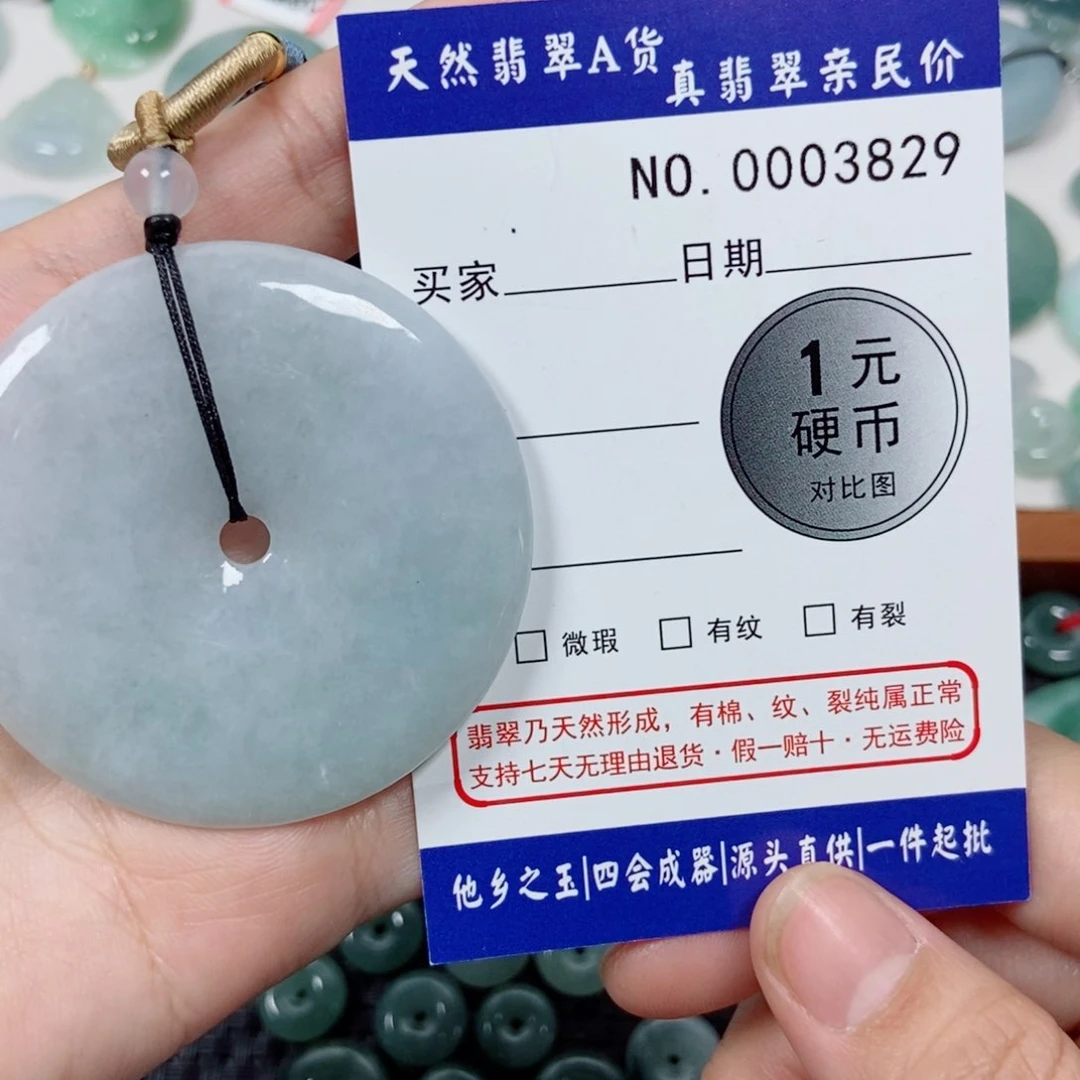 天然翡翠A货
真翡翠亲民价
NO. 0003829
买家 日期
1元
硬币
对比图
微瑕 有纹 有裂
翡翠乃天然形成，有棉、纹、裂纯属正常
支持七天无理由退货·假一赔十·无运费险
他乡之玉|四会成器|源头直供|一件起批